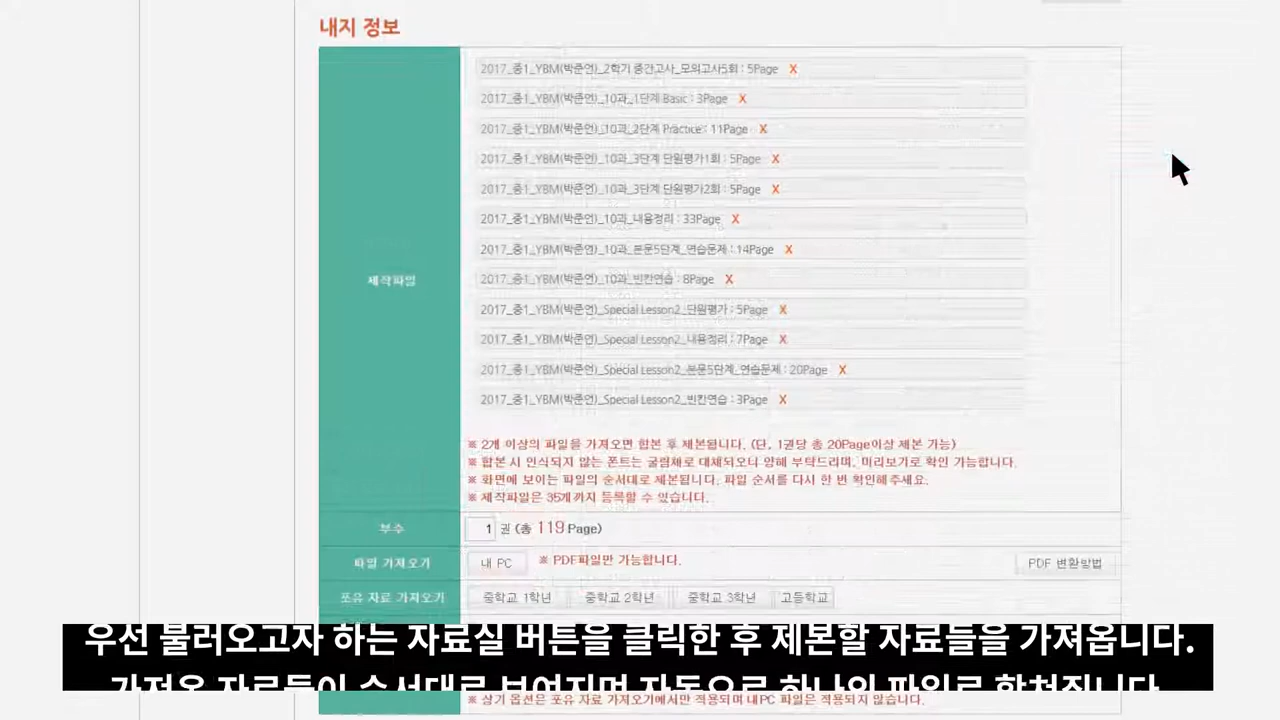 내지 정보
2017_중1_YBM(박준언)_2학기 중간고사_모의고사5회 : 5Page X
2017_중1_YBM(박준언)_10과_1단계 Basic : 3Page X
2017_중1_YBM(박준언)_10과_2단계 Practice : 11Page X
2017_중1_YBM(박준언)_10과_3단계 단원평가1회 : 5Page X
2017_중1_YBM(박준언)_10과_3단계 단원평가2회 : 5Page X
2017_중1_YBM(박준언)_10과_내용정리 : 33Page X
2017_중1_YBM(박준언)_10과_본문5단계_연습문제 : 14Page X
제작파일
2017_중1_YBM(박준언)_10과_빈칸연습 : 8Page X
2017_중1_YBM(박준언)_Special Lesson2_단원평가 : 5Page X
2017_중1_YBM(박준언)_Special Lesson2_내용정리 : 7Page X
2017_중1_YBM(박준언)_Special Lesson2_본문5단계_연습문제 : 20Page X
2017_중1_YBM(박준언)_Special Lesson2_빈칸연습 : 3Page X
※ 2개 이상의 파일을 가져오면 합본 후 제본됩니다. (단, 1권당 총 20Page이상 제본 가능)
※ 합본 시 인식되지 않는 폰트는 굴림체로 대체되오니 양해 부탁드리며, 미리보기로 확인 가능합니다.
※ 화면에 보이는 파일의 순서대로 제본됩니다. 파일 순서를 다시 한 번 확인해주세요.
※ 제작파일은 35개까지 등록할 수 있습니다.
부수 1 권 (총 119 Page)
파일 가져오기 내 PC ※ PDF파일만 가능합니다. PDF 변환방법
포유 자료 가져오기 중학교 1학년 중학교 2학년 중학교 3학년 고등학교
우선 불러오고자 하는 자료실 버튼을 클릭한 후 제본할 자료들을 가져옵니다.
가져온 자료들이 순서대로 보여지며 자동으로 하나의 파일로 합쳐집니다.
※ 상기 옵션은 포유 자료 가져오기에서만 적용되며 내PC 파일은 적용되지 않습니다.